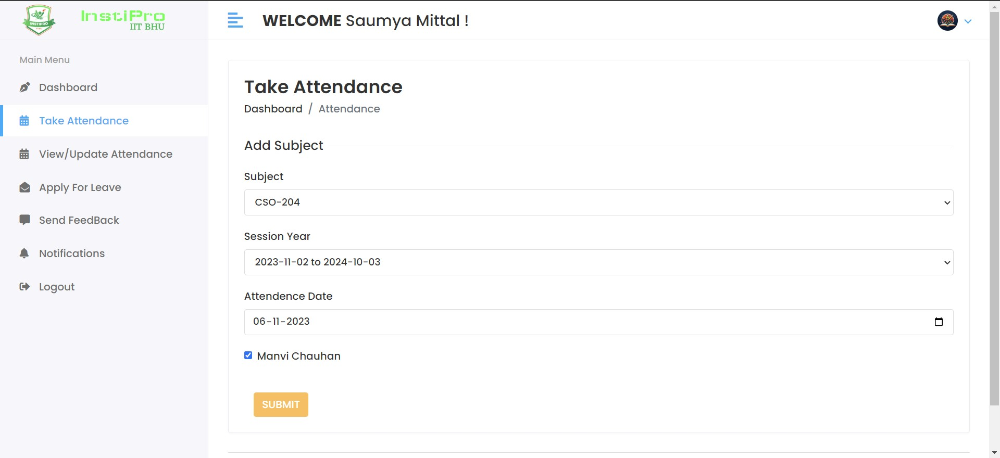 INSTIPRO
InstiPro
IIT BHU
WELCOME Saumya Mittal !
Main Menu
Dashboard
Take Attendance
View/Update Attendance
Apply For Leave
Send FeedBack
Notifications
Logout
Take Attendance
Dashboard / Attendance
Add Subject
Subject
CSO-204
Session Year
2023-11-02 to 2024-10-03
Attendence Date
06-11-2023
Manvi Chauhan
SUBMIT